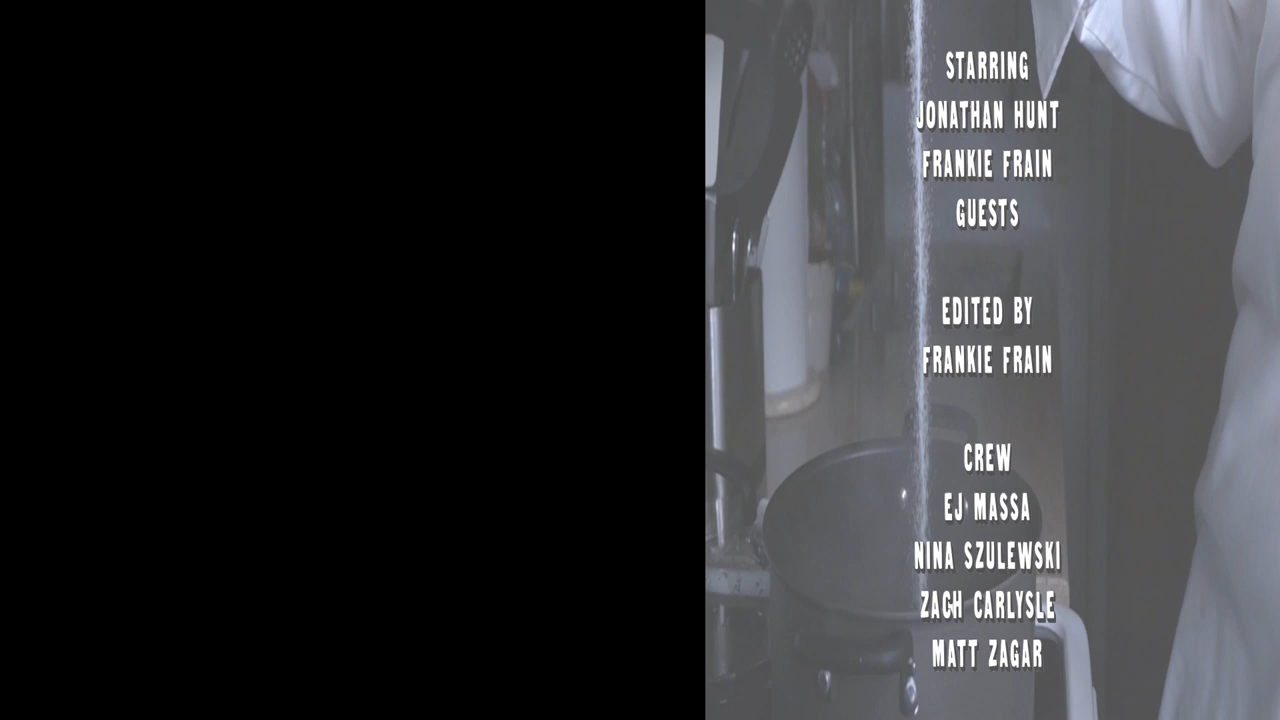 STARRING
JONATHAN HUNT
FRANKIE FRAIN
GUESTS
EDITED BY
FRANKIE FRAIN
CREW
EJ MASSA
NINA SZULEWSKI
ZACH CARLYSLE
MATT ZAGAR